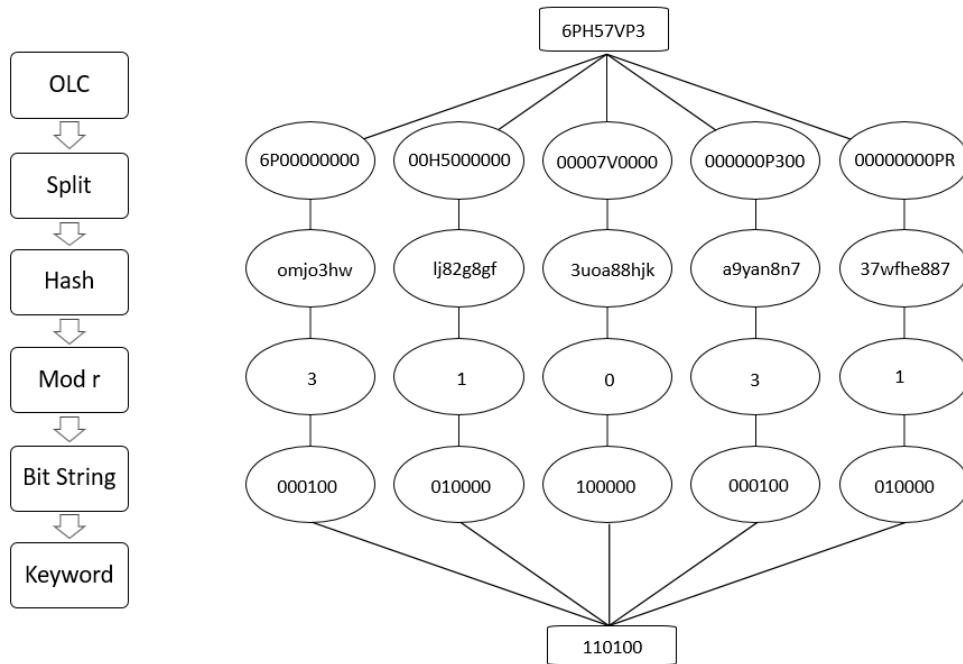 6PH57VP3
OLC
Split
6P00000000 00H5000000 00007V0000 000000P300 00000000PR
Hash
omjo3hw lj82g8gf 3uoa88hjk a9yan8n7 37wfhe887
Mod r
3 1 0 3 1
Bit String
000100 010000 100000 000100 010000
Keyword
110100